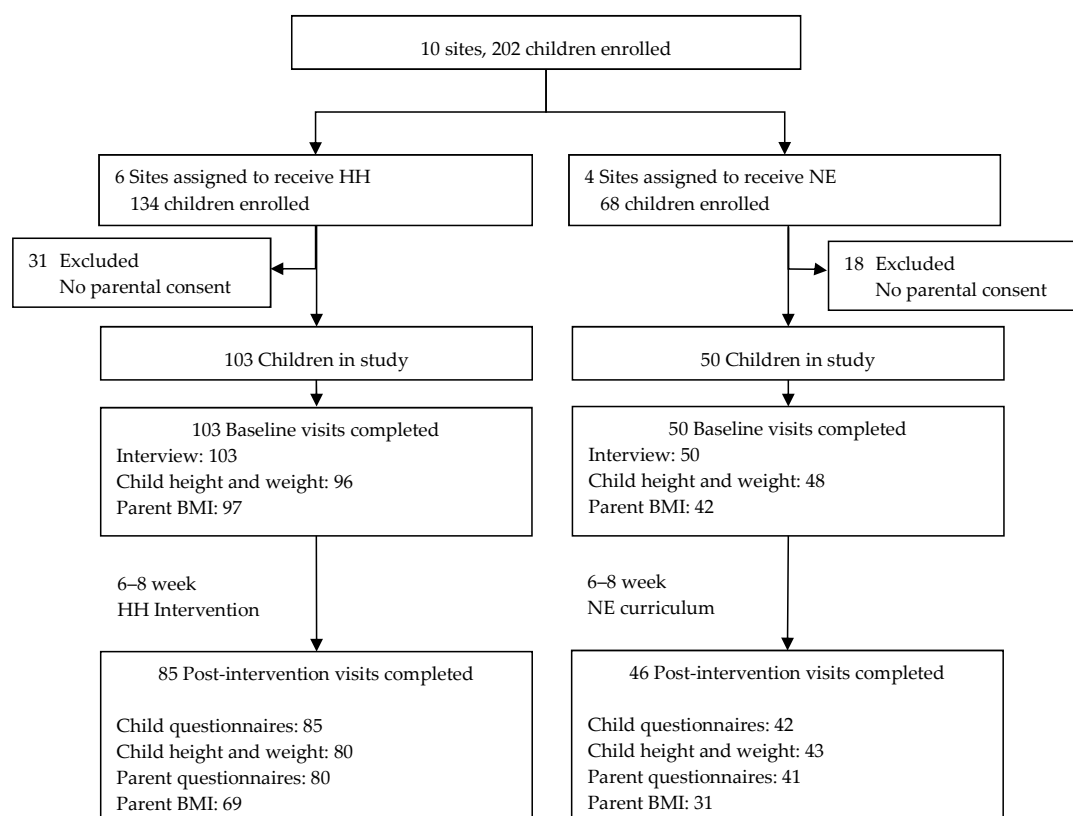 10 sites, 202 children enrolled
6 Sites assigned to receive HH
134 children enrolled
4 Sites assigned to receive NE
68 children enrolled
31 Excluded
No parental consent
18 Excluded
No parental consent
103 Children in study
50 Children in study
103 Baseline visits completed
Interview: 103
Child height and weight: 96
Parent BMI: 97
50 Baseline visits completed
Interview: 50
Child height and weight: 48
Parent BMI: 42
6–8 week
HH Intervention
6–8 week
NE curriculum
85 Post-intervention visits completed
Child questionnaires: 85
Child height and weight: 80
Parent questionnaires: 80
Parent BMI: 69
46 Post-intervention visits completed
Child questionnaires: 42
Child height and weight: 43
Parent questionnaires: 41
Parent BMI: 31